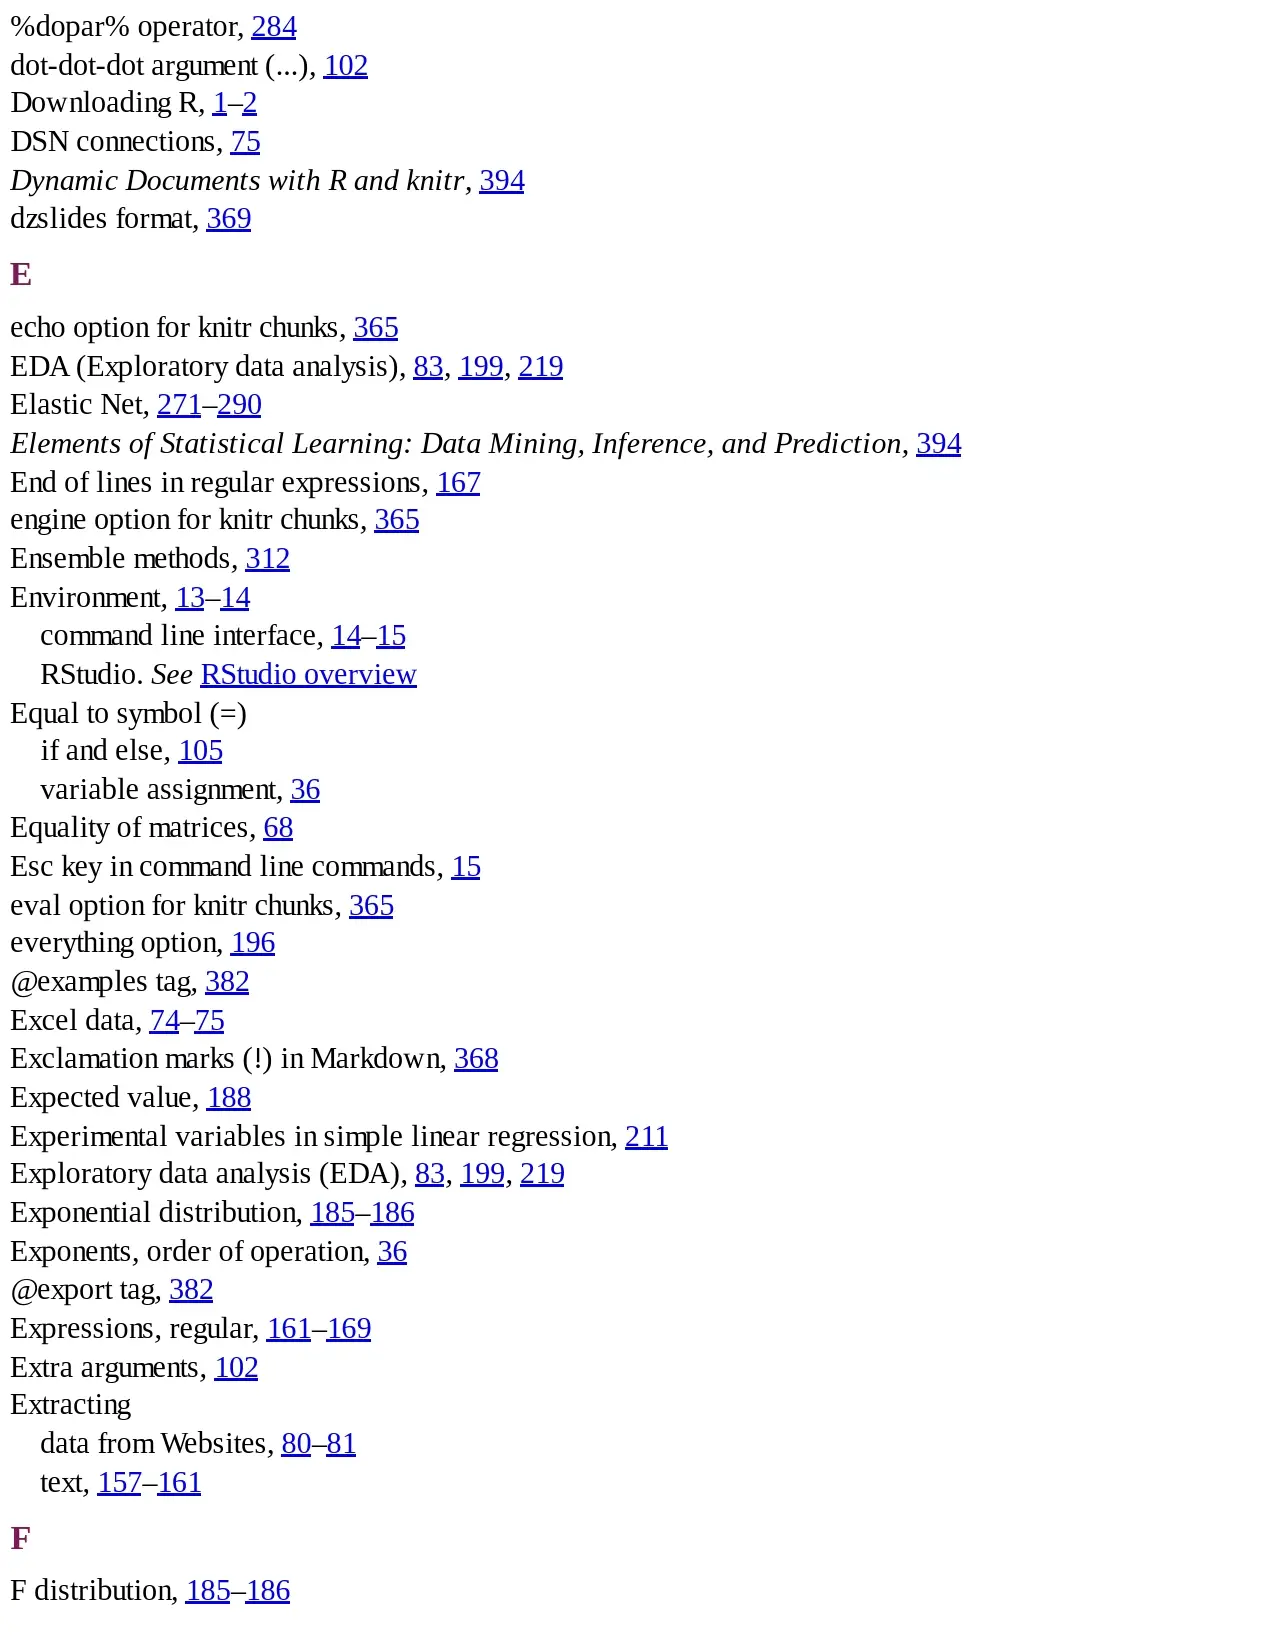 %dopar% operator, 284
dot-dot-dot argument (...), 102
Downloading R, 1–2
DSN connections, 75
Dynamic Documents with R and knitr, 394
dzslides format, 369
E
echo option for knitr chunks, 365
EDA (Exploratory data analysis), 83, 199, 219
Elastic Net, 271–290
Elements of Statistical Learning: Data Mining, Inference, and Prediction, 394
End of lines in regular expressions, 167
engine option for knitr chunks, 365
Ensemble methods, 312
Environment, 13–14
command line interface, 14–15
RStudio. See RStudio overview
Equal to symbol (=)
if and else, 105
variable assignment, 36
Equality of matrices, 68
Esc key in command line commands, 15
eval option for knitr chunks, 365
everything option, 196
@examples tag, 382
Excel data, 74–75
Exclamation marks (!) in Markdown, 368
Expected value, 188
Experimental variables in simple linear regression, 211
Exploratory data analysis (EDA), 83, 199, 219
Exponential distribution, 185–186
Exponents, order of operation, 36
@export tag, 382
Expressions, regular, 161–169
Extra arguments, 102
Extracting
data from Websites, 80–81
text, 157–161
F
F distribution, 185–186